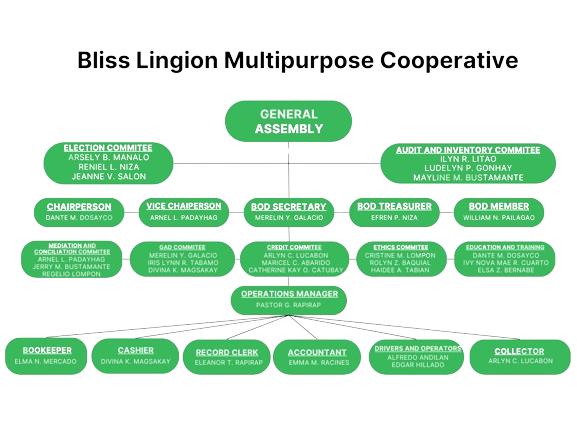 Bliss Lingion Multipurpose Cooperative
GENERAL
ASSEMBLY
ELECTION COMMITEE
ARSELY B. MANALO
RENIEL L. NIZA
JEANNE V. SALON
AUDIT AND INVENTORY COMMITEE
ILYN R. LITAO
LUDELYN P. GONHAY
MAYLINE M. BUSTAMANTE
CHAIRPERSON
DANTE M. DOSAYCO
VICE CHAIPERSON
ARNEL L. PADAYHAG
BOD SECRETARY
MERELIN Y. GALACIO
BOD TREASURER
EFREN P. NIZA
BOD MEMBER
WILLIAM N. PAILAGAO
MEDIATION AND
CONCILIATION COMMITEE
ARNEL L. PADAYHAG
JERRY M. BUSTAMANTE
REGELIO LOMPON
GAD COMMITEE
MERELIN Y. GALACIO
IRIS LYNN R. TABAMO
DIVINA K. MAGSAKAY
CREDIT COMMITEE
ARLYN C. LUCABON
MARICEL C. ABARIDO
CATHERINE KAY O. CATUBAY
ETHICS COMMITEE
CRISTINE M. LOMPON
ROLYN Z. BAQUIAL
HAIDEE A. TABIAN
EDUCATION AND TRAINING
DANTE M. DOSAYCO
IVY NOVA MAE R. CUARTO
ELSA Z. BERNABE
OPERATIONS MANAGER
PASTOR G. RAPIRAP
BOOKEEPER
ELMA N. MERCADO
CASHIER
DIVINA K. MAGSAKAY
RECORD CLERK
ELEANOR T. RAPIRAP
ACCOUNTANT
EMMA M. RACINES
DRIVERS AND OPERATORS
ALFREDO ANDILAN
EDGAR HILLADO
COLLECTOR
ARLYN C. LUCABON